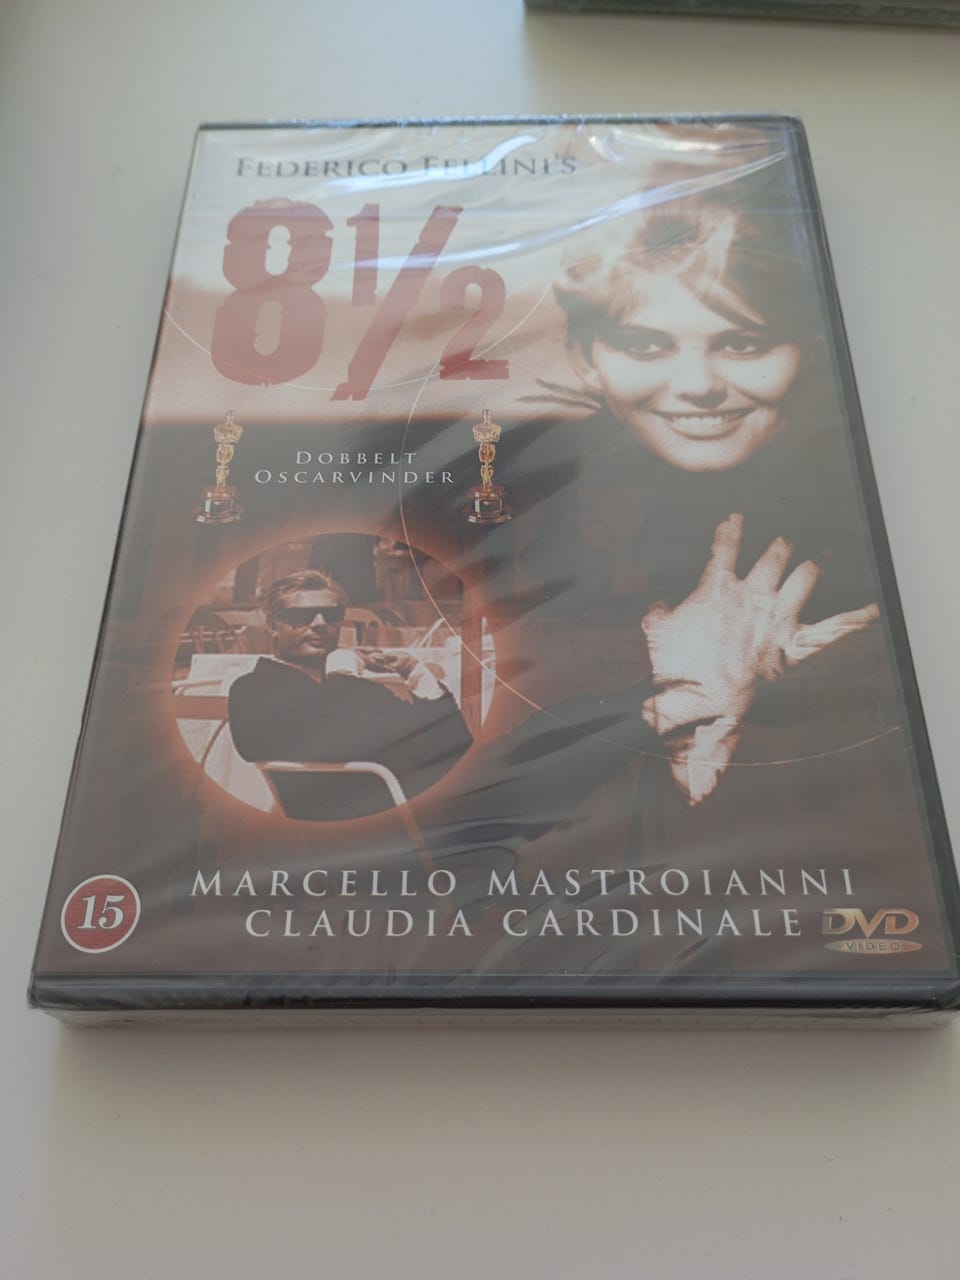 FEDERICO FELLINI'S
8½
DOBBELT
OSCARVINDER
MARCELLO MASTROIANNI
CLAUDIA CARDINALE
15
DVD
VIDEO